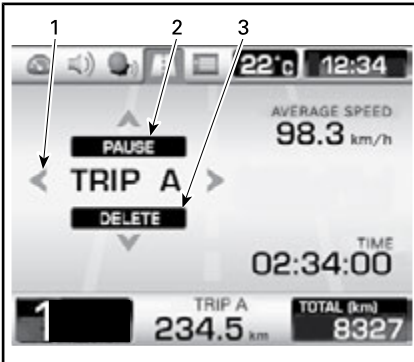 1 2 3
22°c 12:34
AVERAGE SPEED
98.3 km/h
PAUSE
TRIP A
DELETE
TIME
02:34:00
1
TRIP A
234.5 km
TOTAL (km)
8327